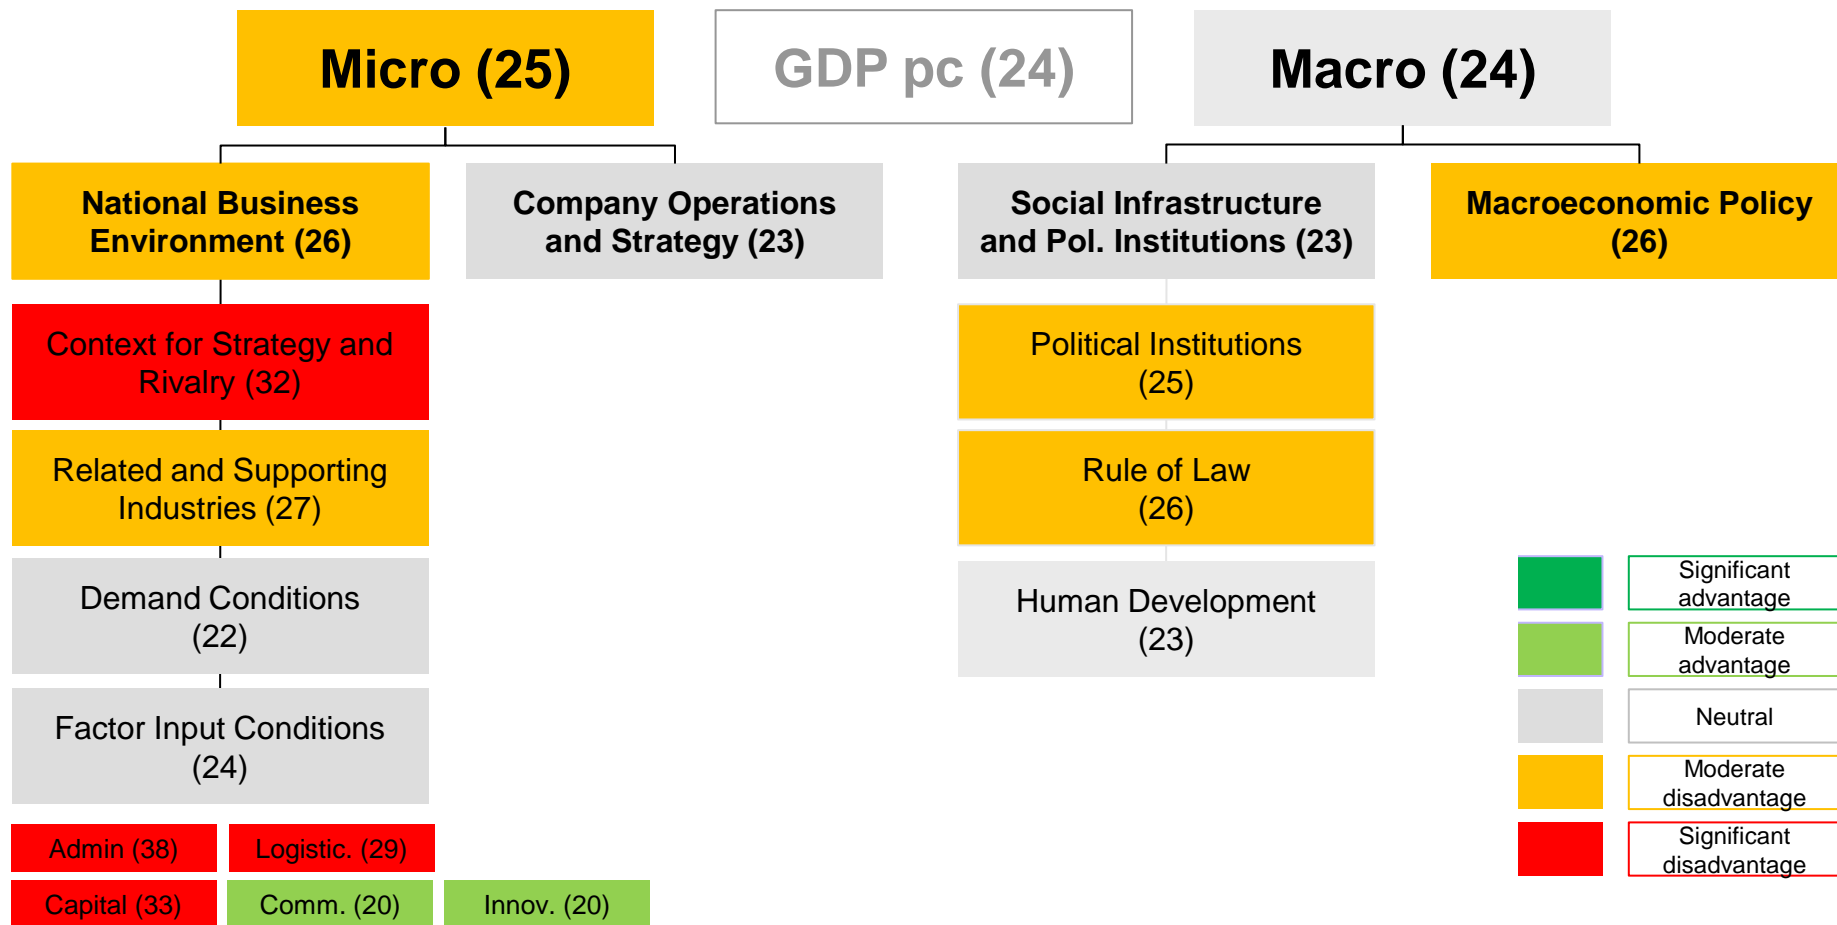 Micro (25)
GDP pc (24)
Macro (24)
National Business
Environment (26)
Company Operations
and Strategy (23)
Social Infrastructure
and Pol. Institutions (23)
Macroeconomic Policy
(26)
Context for Strategy and
Rivalry (32)
Political Institutions
(25)
Related and Supporting
Industries (27)
Rule of Law
(26)
Demand Conditions
(22)
Human Development
(23)
Factor Input Conditions
(24)
Admin (38)
Logistic. (29)
Capital (33)
Comm. (20)
Innov. (20)
Significant
advantage
Moderate
advantage
Neutral
Moderate
disadvantage
Significant
disadvantage